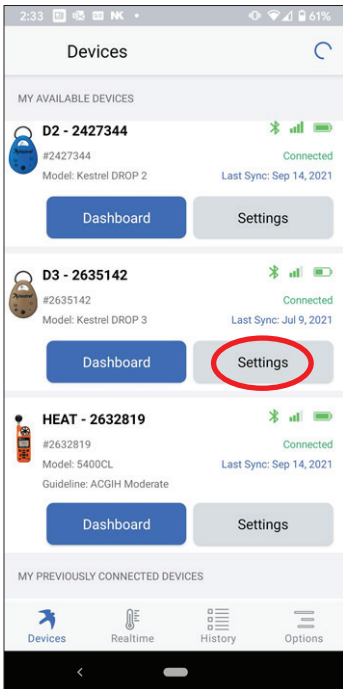 2:33 NK • 61%
Devices
MY AVAILABLE DEVICES
D2 - 2427344
#2427344 Connected
Model: Kestrel DROP 2 Last Sync: Sep 14, 2021
Dashboard Settings
D3 - 2635142
#2635142 Connected
Model: Kestrel DROP 3 Last Sync: Jul 9, 2021
Dashboard Settings
HEAT - 2632819
#2632819 Connected
Model: 5400CL Last Sync: Sep 14, 2021
Guideline: ACGIH Moderate
Dashboard Settings
MY PREVIOUSLY CONNECTED DEVICES
Devices Realtime History Options